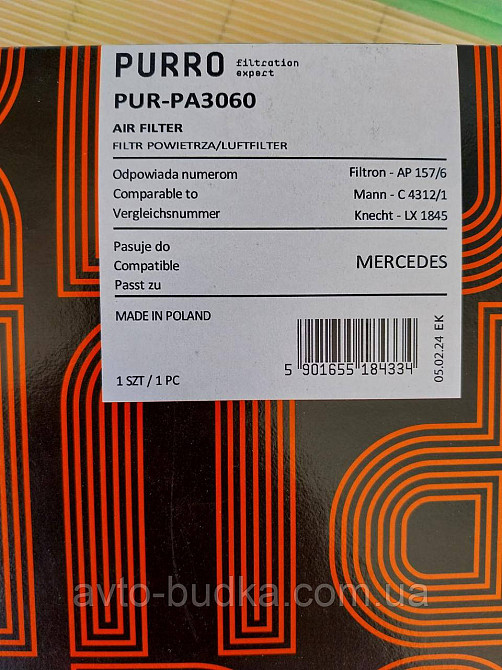 PURRO filtration expert
PUR-PA3060
AIR FILTER
FILTR POWIETRZA/LUFTFILTER
Odpowiada numerom Filtron - AP 157/6
Comparable to Mann - C 4312/1
Vergleichsnummer Knecht - LX 1845
Pasuje do
Compatible MERCEDES
Passt zu
MADE IN POLAND
1 SZT / 1 PC
5 901655 184334
05.02.24 EK
avto-budka.com.ua